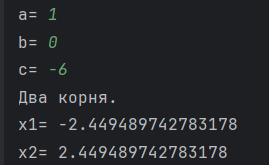 a= 1
b= 0
c= -6
Два корня.
x1= -2.449489742783178
x2= 2.449489742783178